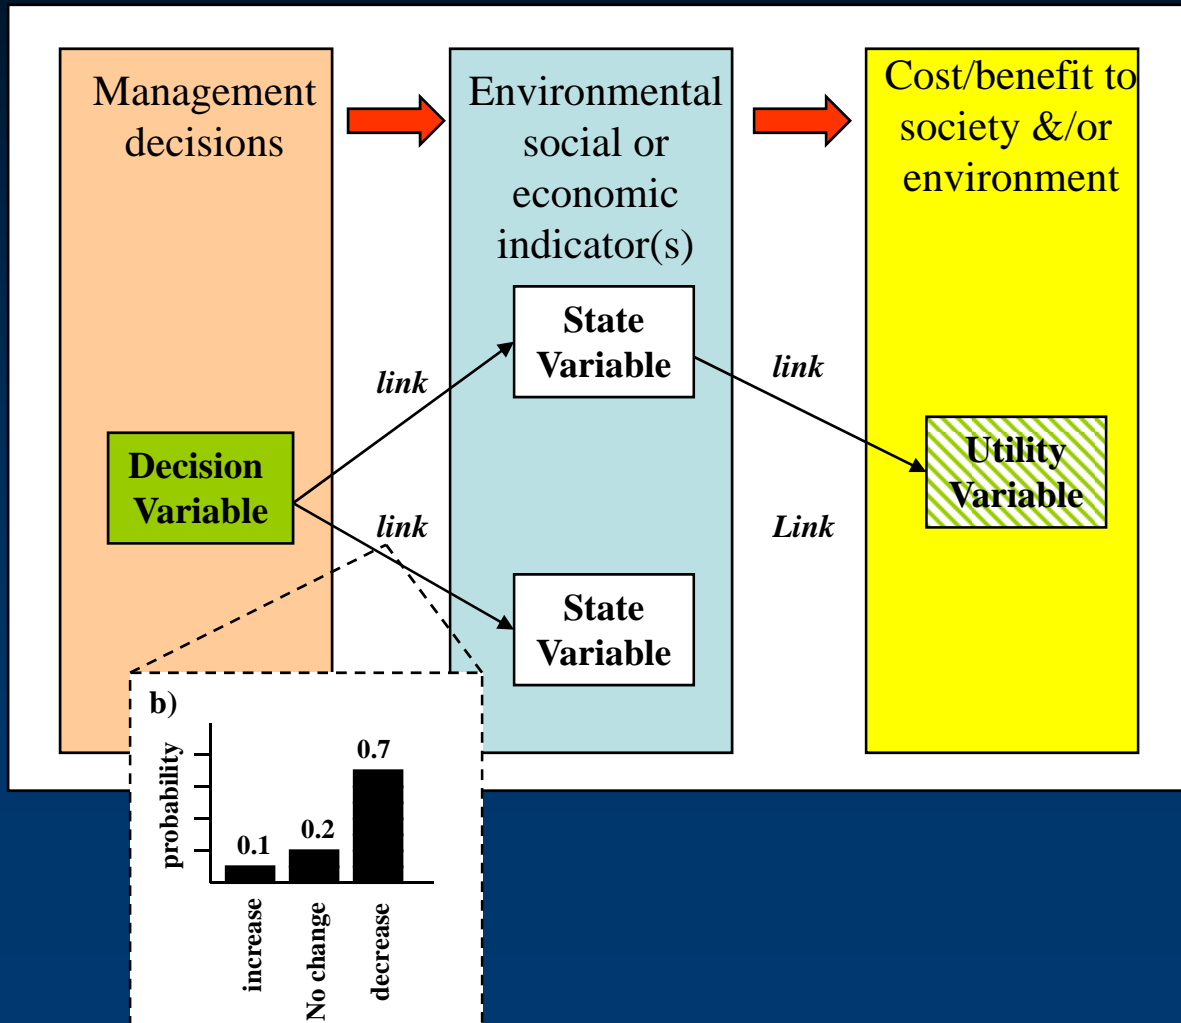 Management
decisions
Environmental
social or
economic
indicator(s)
Cost/benefit to
society &/or
environment
State
Variable
link
link
Decision
Variable
Utility
Variable
link
Link
State
Variable
b)
probability
0.1
0.2
0.7
increase
No change
decrease